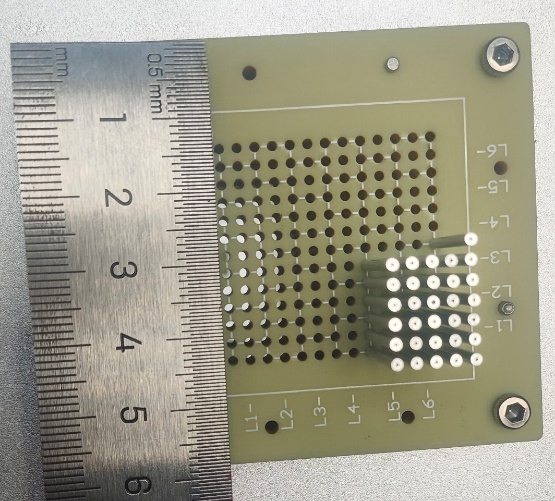 mm
0.5mm
1
2
3
4
5
6
L6-
L5-
L4-
L3-
L2-
L1-
L1-
L2-
L3-
L4-
L5-
L6-